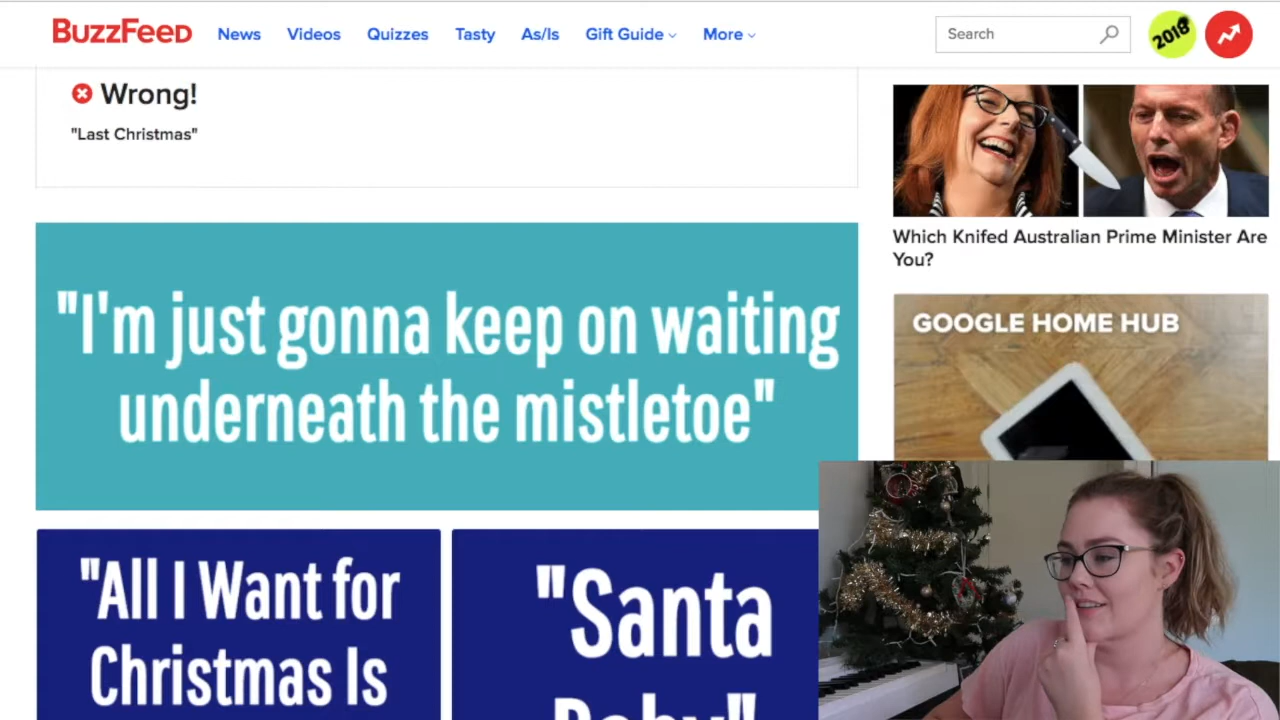 BuzzFeed News Videos Quizzes Tasty As/Is Gift Guide More Search 2018
Wrong!
"Last Christmas"
Which Knifed Australian Prime Minister Are
You?
"I'm just gonna keep on waiting
underneath the mistletoe"
GOOGLE HOME HUB
"All I Want for
Christmas Is
"Santa
Baby"